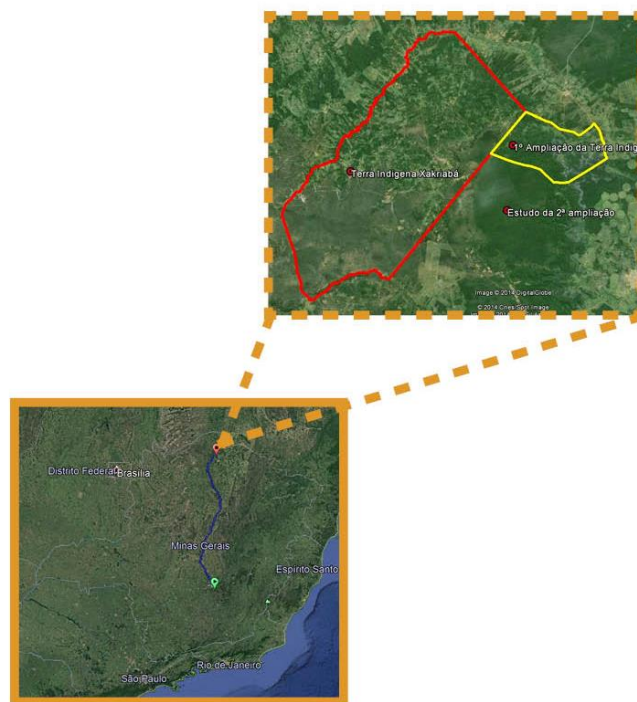 1º Ampliação da Terra Indíg
Terra Indígena Xakriabá
Estudo da 2ª ampliação
Image © 2014 DigitalGlobe
© 2014 Cnes/Spot Image
Distrito Federal
Brasília
Minas Gerais
Espírito Santo
Rio de Janeiro
São Paulo